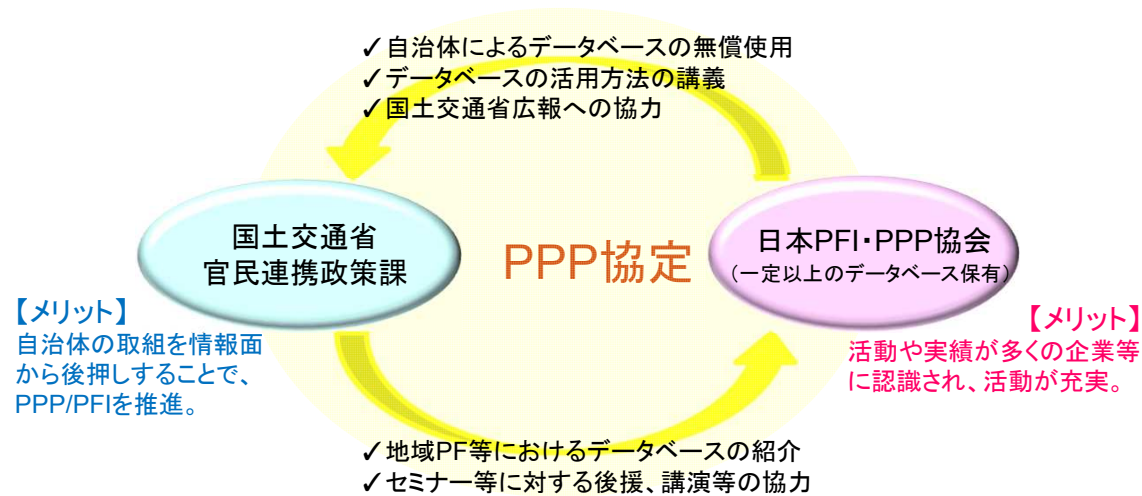 ✓自治体によるデータベースの無償使用
✓データベースの活用方法の講義
✓国土交通省広報への協力
国土交通省
官民連携政策課
PPP協定
日本PFI・PPP協会
(一定以上のデータベース保有)
【メリット】
自治体の取組を情報面
から後押しすることで、
PPP/PFIを推進。
【メリット】
活動や実績が多くの企業等
に認識され、活動が充実。
✓地域PF等におけるデータベースの紹介
✓セミナー等に対する後援、講演等の協力